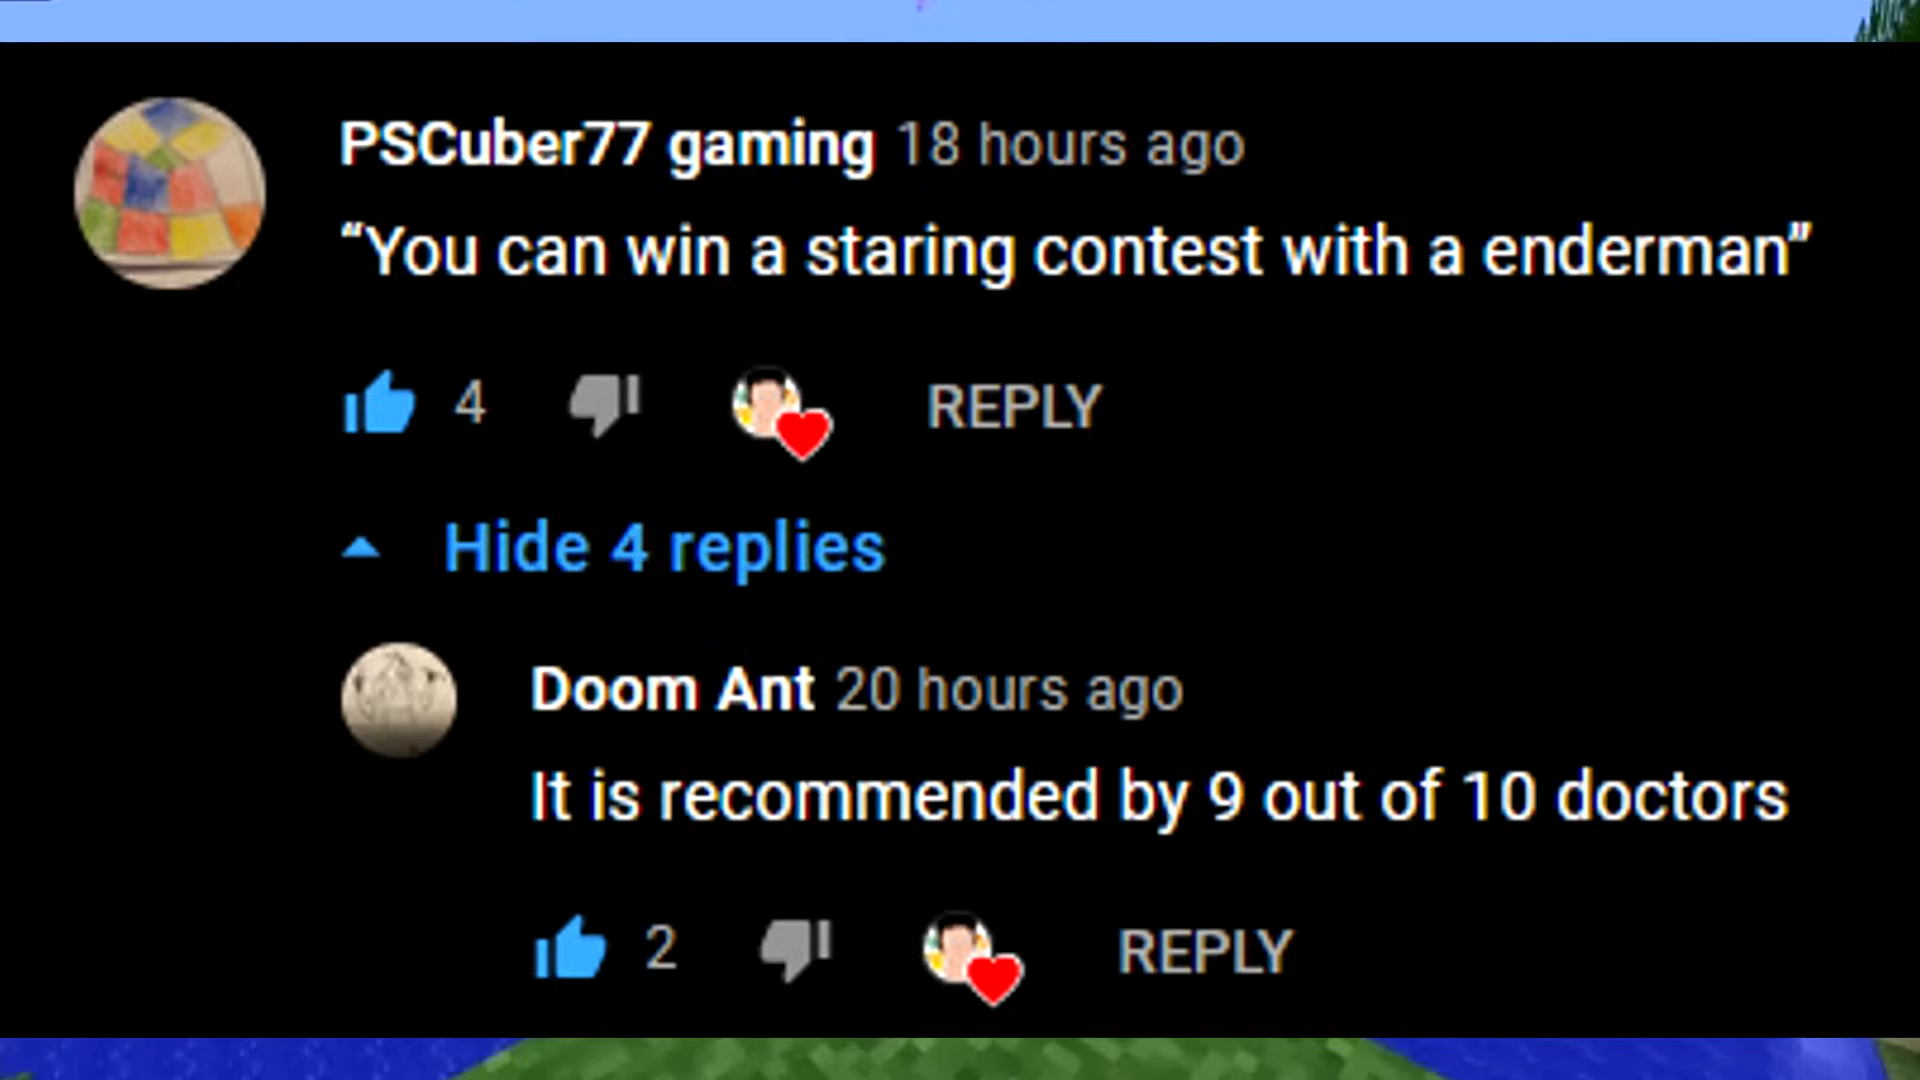 PSCuber77 gaming 18 hours ago
“You can win a staring contest with a enderman”
4 REPLY
Hide 4 replies
Doom Ant 20 hours ago
It is recommended by 9 out of 10 doctors
2 REPLY